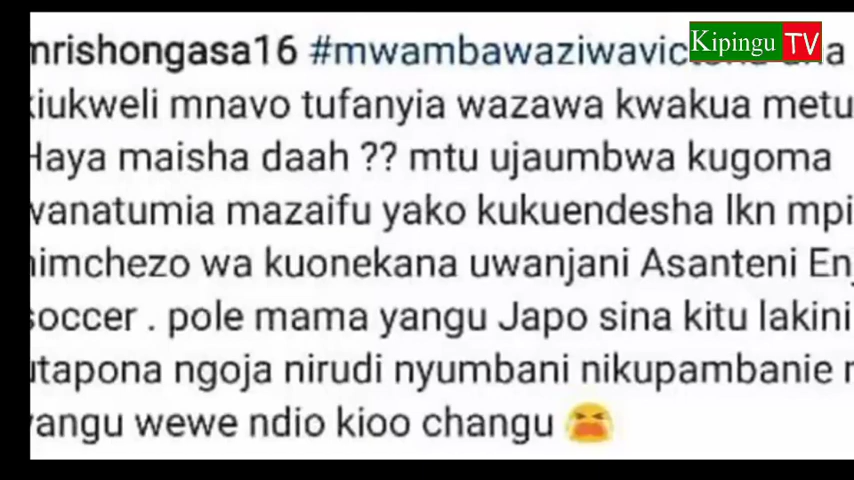 Kipingu TV
mrishongasa16 #mwambawaziwavic
kiukweli mnavo tufanyia wazawa kwakua metu
Haya maisha daah ?? mtu ujaumbwa kugoma
wanatumia mazaifu yako kukuendesha lkn mpi
nimchezo wa kuonekana uwanjani Asanteni Enj
soccer . pole mama yangu Japo sina kitu lakini
utapona ngoja nirudi nyumbani nikupambanie
yangu wewe ndio kioo changu 😫